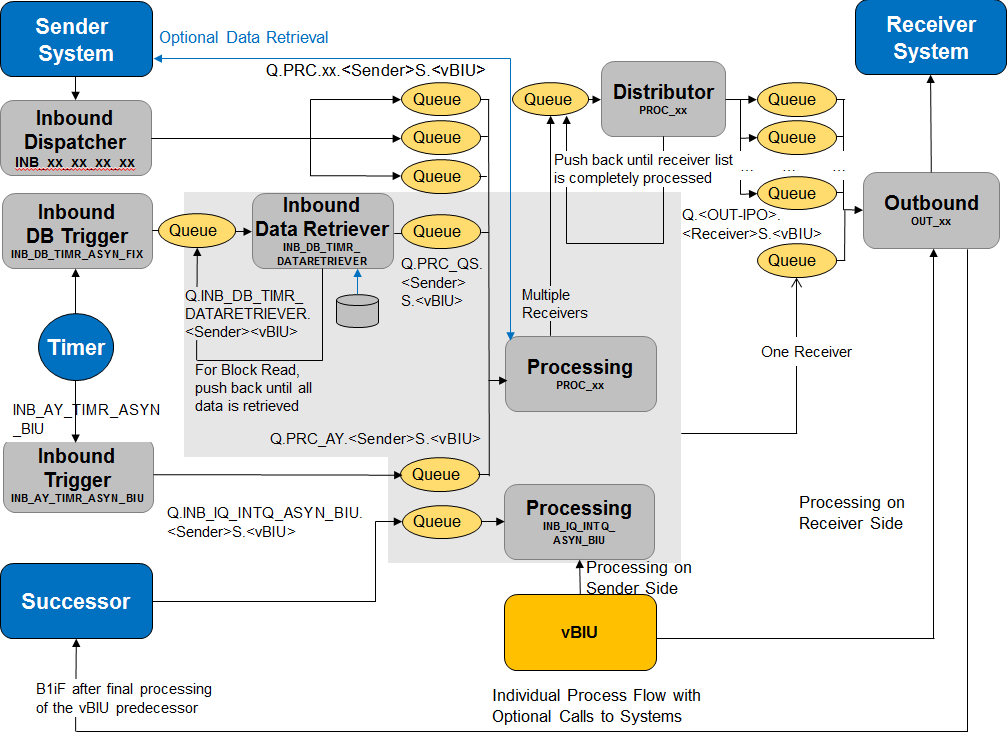 Sender
System
Optional Data Retrieval
Receiver
System
Q.PRC.xx.<Sender>S.<vBIU>
Queue
Queue
Queue
Queue
Distributor
PROC_xx
Queue
Queue
... ...
Queue
Inbound
Dispatcher
INB_xx_xx_xx_xx
Push back until receiver list
is completely processed
Inbound
DB Trigger
INB_DB_TIMR_ASYN_FIX
Queue
Inbound
Data Retriever
INB_DB_TIMR_
DATARETRIEVER
Queue
Q.PRC_QS.
<Sender>
S.<vBIU>
Q.<OUT-IPO>.
<Receiver>S.<vBIU>
Queue
Outbound
OUT_xx
Q.INB_DB_TIMR_
DATARETRIEVER.
<Sender><vBIU>
Multiple
Receivers
Timer
For Block Read,
push back until all
data is retrieved
Processing
PROC_xx
One Receiver
INB_AY_TIMR_ASYN
_BIU
Q.PRC_AY.<Sender>S.<vBIU>
Inbound
Trigger
INB_AY_TIMR_ASYN_BIU
Queue
Q.INB_IQ_INTQ_ASYN_BIU.
<Sender>S.<vBIU>
Queue
Processing
INB_IQ_INTQ_
ASYN_BIU
Processing on
Receiver Side
Processing on
Sender Side
Successor
vBIU
B1iF after final processing
of the vBIU predecessor
Individual Process Flow with
Optional Calls to Systems